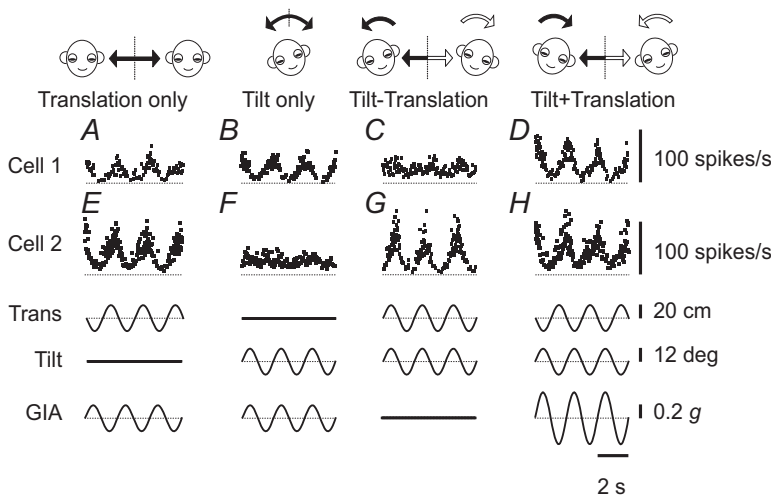 Translation only Tilt only Tilt-Translation Tilt+Translation
A B C D
Cell 1 100 spikes/s
E F G H
Cell 2 100 spikes/s
Trans 20 cm
Tilt 12 deg
GIA 0.2 g
2 s